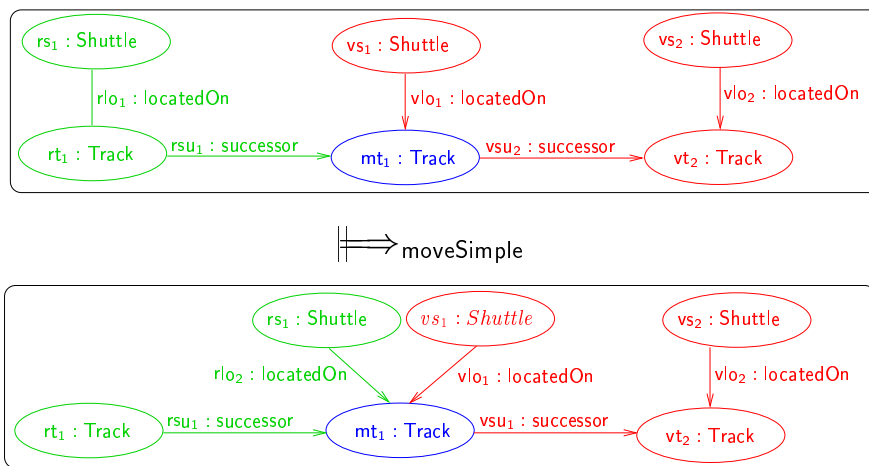 rs₁ : Shuttle
vs₁ : Shuttle
vs₂ : Shuttle
rlo₁ : locatedOn
vlo₁ : locatedOn
vlo₂ : locatedOn
rt₁ : Track
rsu₁ : successor
mt₁ : Track
vsu₂ : successor
vt₂ : Track
moveSimple
rs₁ : Shuttle
vs₁ : Shuttle
vs₂ : Shuttle
rlo₂ : locatedOn
vlo₁ : locatedOn
vlo₂ : locatedOn
rt₁ : Track
rsu₁ : successor
mt₁ : Track
vsu₁ : successor
vt₂ : Track